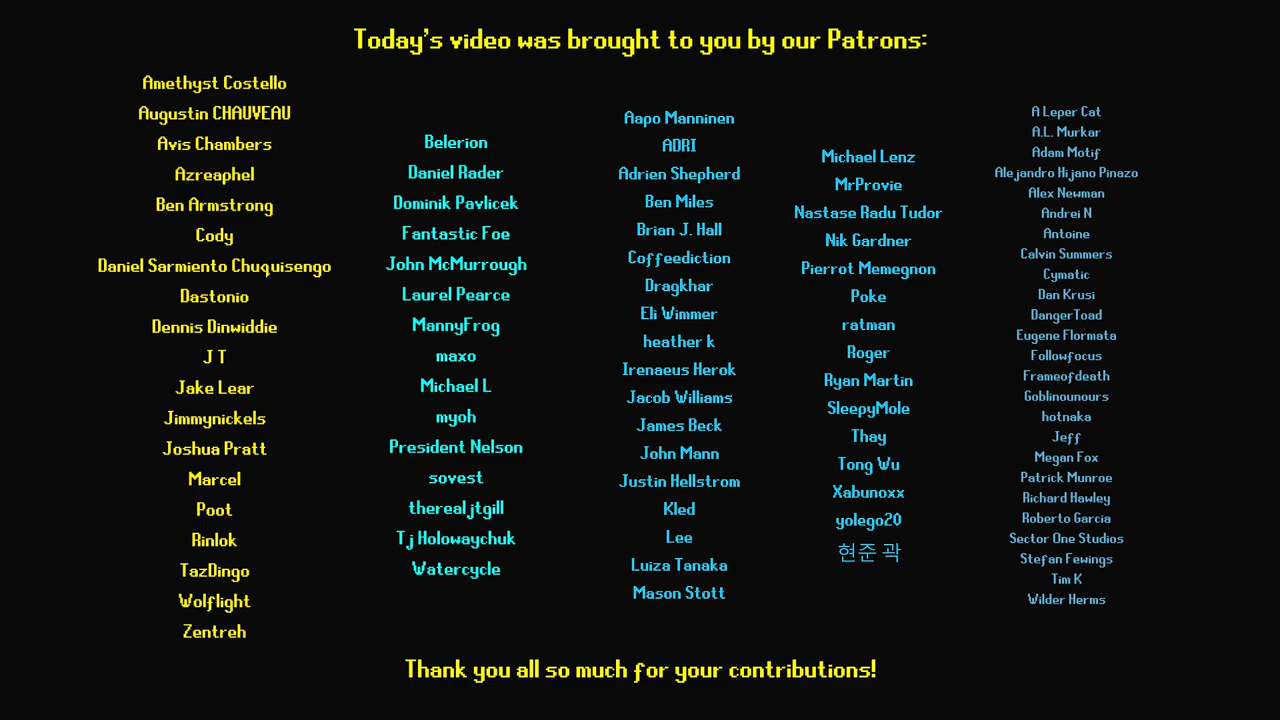 Today's video was brought to you by our Patrons:
Amethyst Costello
Augustin CHAUVEAU
Avis Chambers
Azreaphel
Ben Armstrong
Cody
Daniel Sarmiento Chuquisengo
Dastonio
Dennis Dinwiddie
J T
Jake Lear
Jimmynickels
Joshua Pratt
Marcel
Poot
Rinlok
TazDingo
Wolflight
Zentreh
Belerion
Daniel Rader
Dominik Pavlicek
Fantastic Foe
John McMurrough
Laurel Pearce
MannyFrog
maxo
Michael L
myoh
President Nelson
sovest
therealjtgill
Tj Holowaychuk
Watercycle
Aapo Manninen
ADRI
Adrien Shepherd
Ben Miles
Brian J. Hall
Coffeediction
Dragkhar
Eli Wimmer
heather k
Irenaeus Herok
Jacob Williams
James Beck
John Mann
Justin Hellstrom
Kled
Lee
Luiza Tanaka
Mason Stott
Michael Lenz
MrProvie
Nastase Radu Tudor
Nik Gardner
Pierrot Memegnon
Poke
ratman
Roger
Ryan Martin
SleepyMole
Thay
Tong Wu
Xabunoxx
yolego20
현준 곽
A Leper Cat
A.L. Murkar
Adam Motif
Alejandro Hijano Pinazo
Alex Newman
Andrei N
Antoine
Calvin Summers
Cymatic
Dan Krusi
DangerToad
Eugene Flormata
Followfocus
Frameofdeath
Goblinounours
hotnaka
Jeff
Megan Fox
Patrick Munroe
Richard Hawley
Roberto Garcia
Sector One Studios
Stefan Fewings
Tim K
Wilder Herms
Thank you all so much for your contributions!